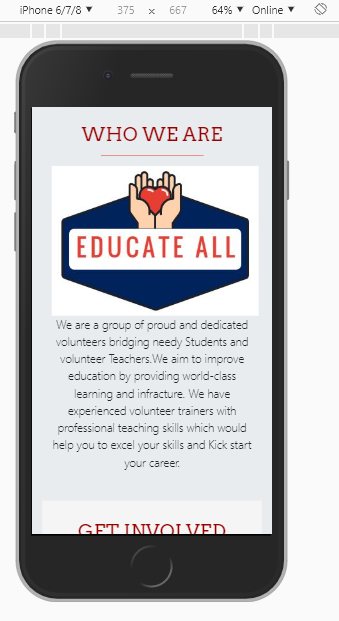 iPhone 6/7/8 ▼ 375 × 667 64% ▼ Online ▼
WHO WE ARE
EDUCATE ALL
We are a group of proud and dedicated
volunteers bridging needy Students and
volunteer Teachers.We aim to improve
education by providing world-class
learning and infracture. We have
experienced volunteer trainers with
professional teaching skills which would
help you to excel your skills and Kick start
your career.
GET INVOLVED